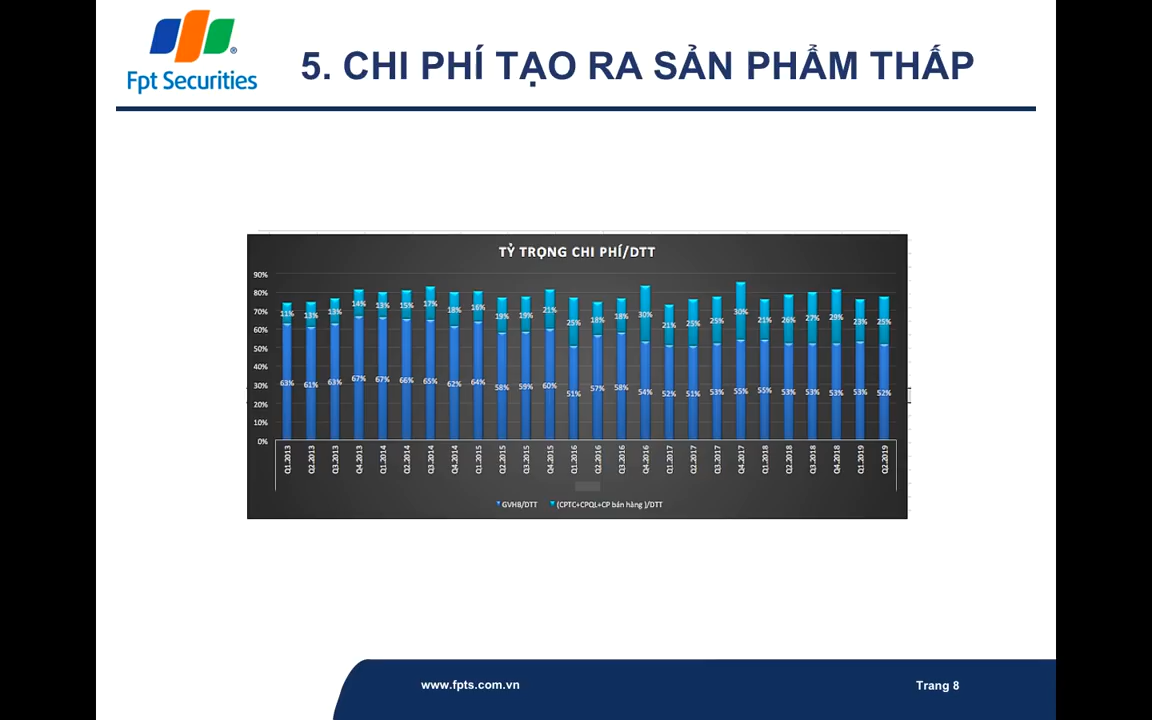 Fpt Securities
5. CHI PHÍ TẠO RA SẢN PHẨM THẤP
TỶ TRỌNG CHI PHÍ/DTT
90%
80%
70%
60%
50%
40%
30%
20%
10%
0%
11% 13% 13% 14% 13% 15% 17% 18% 16% 19% 19% 21% 25% 18% 18% 30% 21% 25% 25% 30% 21% 26% 27% 29% 23% 25%
63% 61% 63% 67% 67% 66% 65% 62% 64% 58% 59% 60% 51% 57% 58% 54% 52% 51% 53% 55% 55% 53% 53% 53% 53% 52%
Q1.2013 Q2.2013 Q3.2013 Q4.2013 Q1.2014 Q2.2014 Q3.2014 Q4.2014 Q1.2015 Q2.2015 Q3.2015 Q4.2015 Q1.2016 Q2.2016 Q3.2016 Q4.2016 Q1.2017 Q2.2017 Q3.2017 Q4.2017 Q1.2018 Q2.2018 Q3.2018 Q4.2018 Q1.2019 Q2.2019
GVHB/DTT (CPTC+CPQL+CP bán hàng )/DTT
www.fpts.com.vn
Trang 8